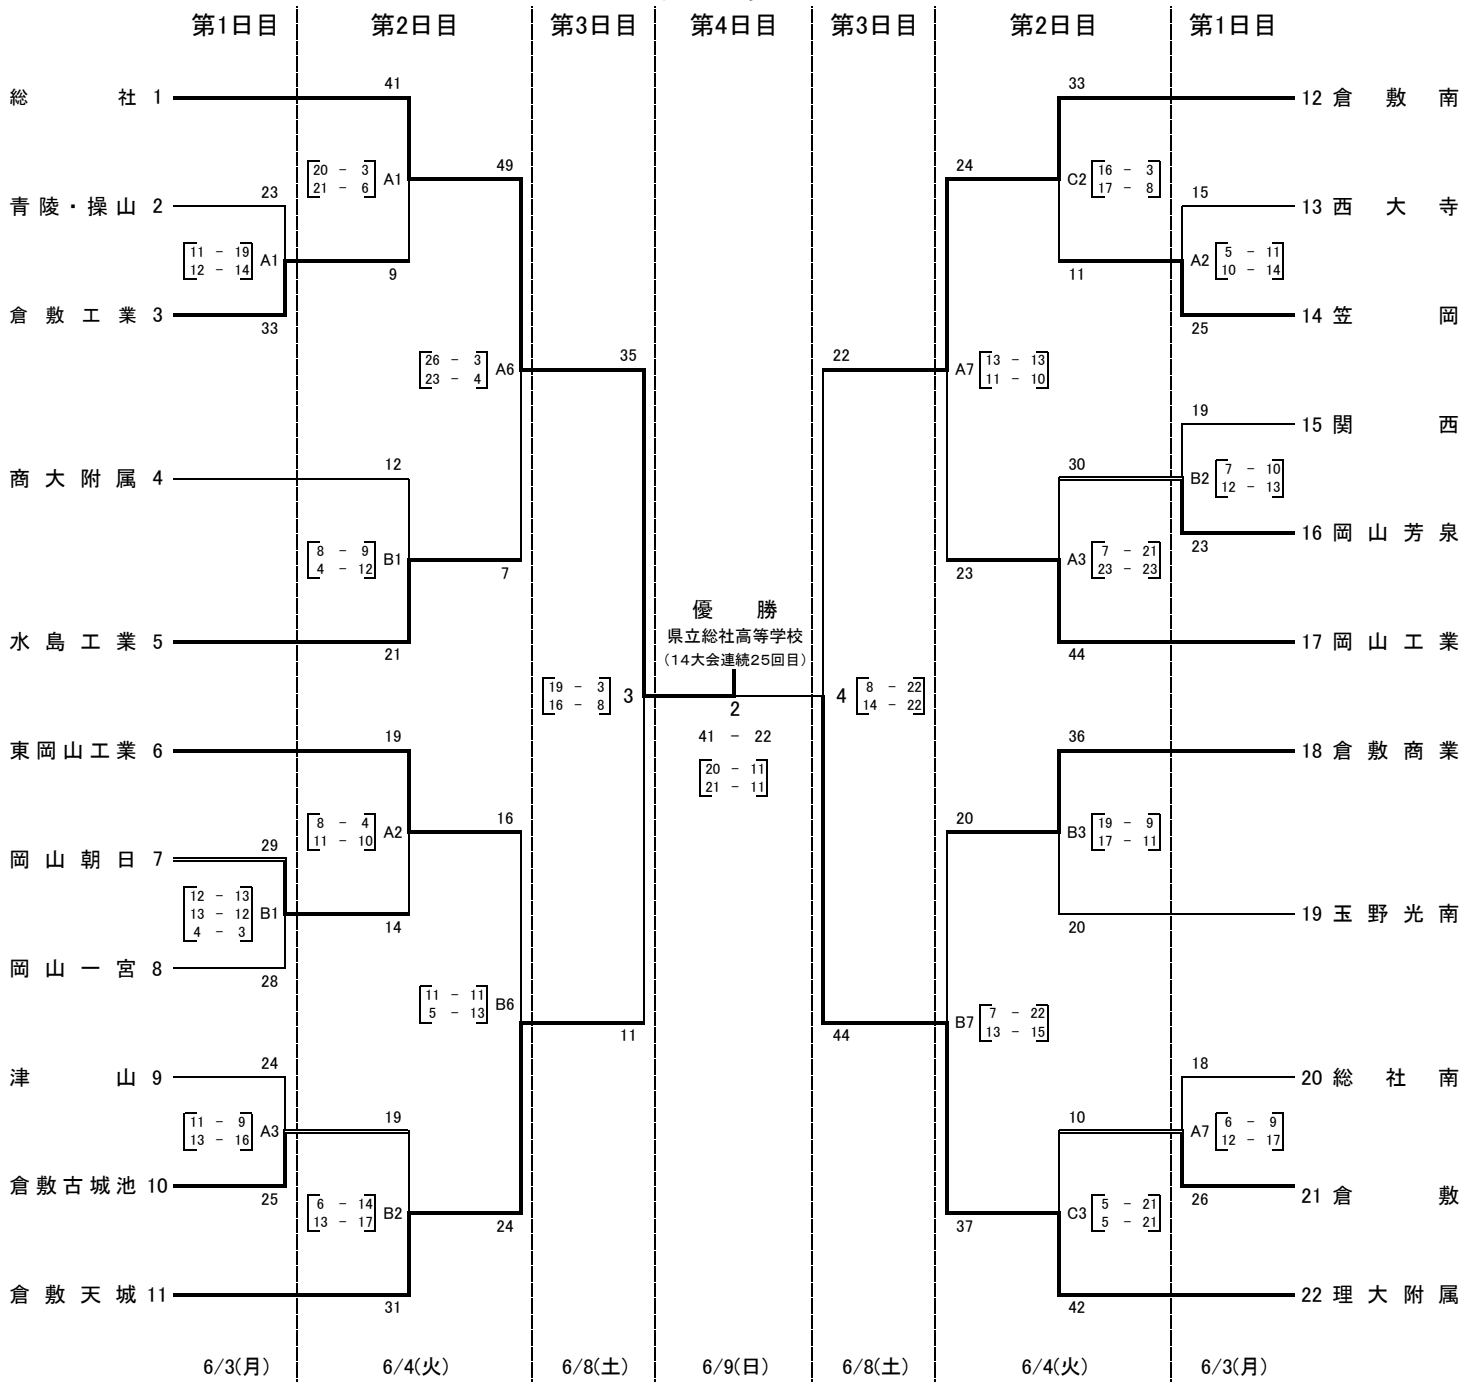 第1日目 第2日目 第3日目 第4日目 第3日目 第2日目 第1日目
41 33
総社 1 12 倉敷南
20 - 3 49 24 16 - 3
21 - 6 A1 C2 17 - 8
23 15
青陵・操山 2 13 西大寺
11 - 19 A1 A2 5 - 11
12 - 14 10 - 14
9 11
倉敷工業 3 14 笠岡
33 25
26 - 3 A6 35 22 A7 13 - 13
23 - 4 11 - 10
19
15 関西
12 30
商大附属 4 B2 7 - 10
12 - 13
16 岡山芳泉
23
8 - 9 B1 A3 7 - 21
4 - 12 23 - 23
7 23
優勝
県立総社高等学校
(14大会連続25回目)
水島工業 5 17 岡山工業
21 44
19 - 3 3 4 8 - 22
16 - 8 14 - 22
2
41 - 22
20 - 11
21 - 11
19 36
東岡山工業 6 18 倉敷商業
8 - 4 A2 16 20 B3 19 - 9
11 - 10 17 - 11
29
岡山朝日 7
12 - 13
13 - 12 B1
4 - 3
14 20
19 玉野光南
岡山一宮 8
28
11 - 11 B6 B7 7 - 22
5 - 13 13 - 15
11 44
24 18
津山 9 20 総社南
11 - 9 A3 19 10 A7 6 - 9
13 - 16 12 - 17
倉敷古城池 10 21 倉敷
25 26
6 - 14 B2 C3 5 - 21
13 - 17 5 - 21
24 37
倉敷天城 11 22 理大附属
31 42
6/3(月) 6/4(火) 6/8(土) 6/9(日) 6/8(土) 6/4(火) 6/3(月)